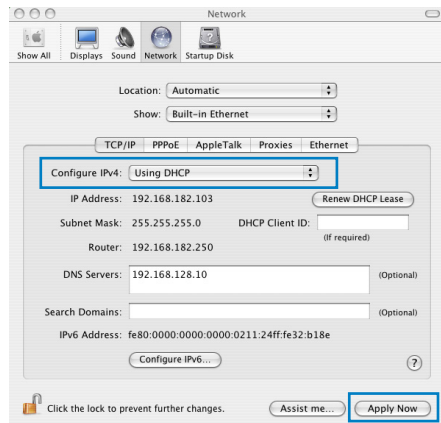 Network
Show All Displays Sound Network Startup Disk
Location: Automatic
Show: Built-in Ethernet
TCP/IP PPPoE AppleTalk Proxies Ethernet
Configure IPv4: Using DHCP
IP Address: 192.168.182.103 Renew DHCP Lease
Subnet Mask: 255.255.255.0 DHCP Client ID:
(If required)
Router: 192.168.182.250
DNS Servers: 192.168.128.10 (Optional)
Search Domains: (Optional)
IPv6 Address: fe80:0000:0000:0000:0211:24ff:fe32:b18e
Configure IPv6... ?
Click the lock to prevent further changes. Assist me... Apply Now